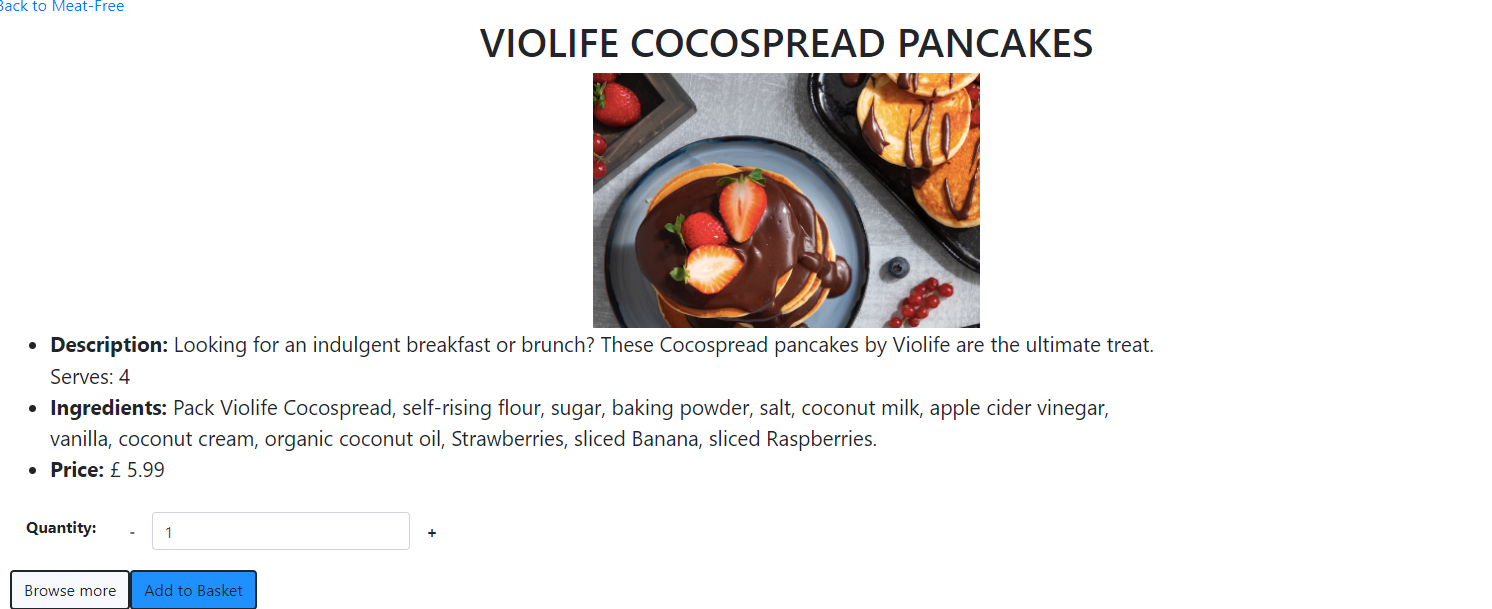 Back to Meat-Free
VIOLIFE COCOSPREAD PANCAKES
Description: Looking for an indulgent breakfast or brunch? These Cocospread pancakes by Violife are the ultimate treat.
Serves: 4
Ingredients: Pack Violife Cocospread, self-rising flour, sugar, baking powder, salt, coconut milk, apple cider vinegar,
vanilla, coconut cream, organic coconut oil, Strawberries, sliced Banana, sliced Raspberries.
Price: £ 5.99
Quantity: - 1 +
Browse more Add to Basket